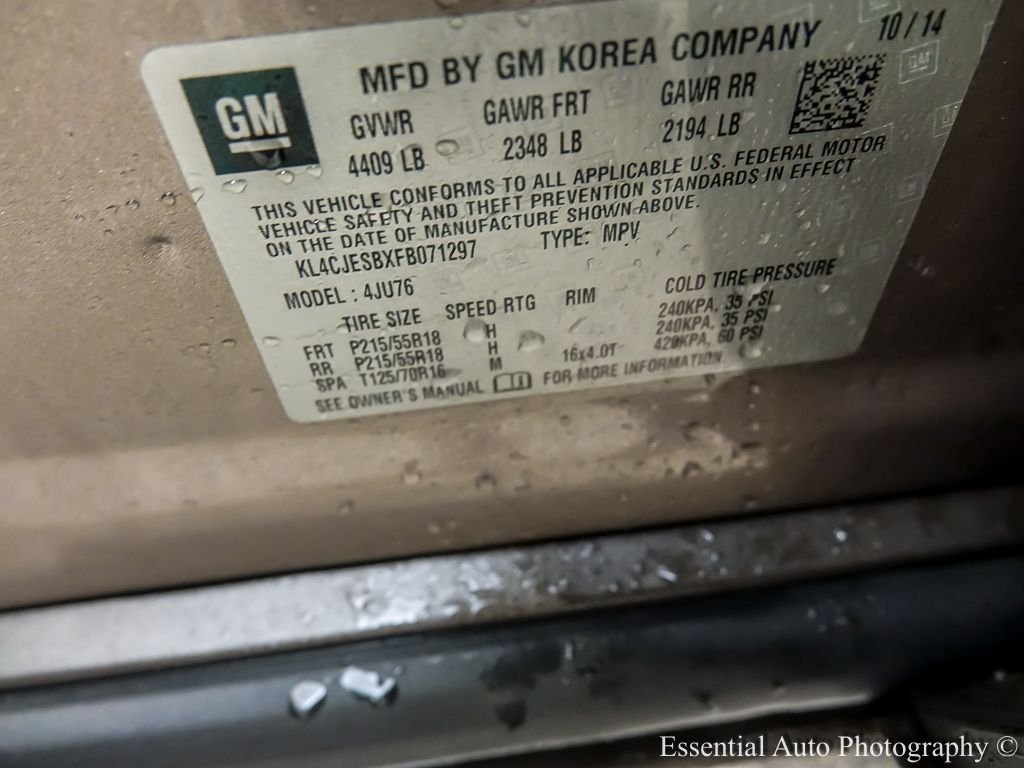 MFD BY GM KOREA COMPANY 10/14
GM
GVWR GAWR FRT GAWR RR
4409 LB 2348 LB 2194 LB
THIS VEHICLE CONFORMS TO ALL APPLICABLE U.S. FEDERAL MOTOR
VEHICLE SAFETY AND THEFT PREVENTION STANDARDS IN EFFECT
ON THE DATE OF MANUFACTURE SHOWN ABOVE.
KL4CJESBXFB071297 TYPE: MPV
MODEL: 4JU76
TIRE SIZE SPEED RTG RIM COLD TIRE PRESSURE
FRT P215/55R18 H 240KPA, 35 PSI
RR P215/55R18 H 240KPA, 35 PSI
SPA T125/70R16 M 16x4.0T 420KPA, 60 PSI
SEE OWNER'S MANUAL FOR MORE INFORMATION
Essential Auto Photography ©